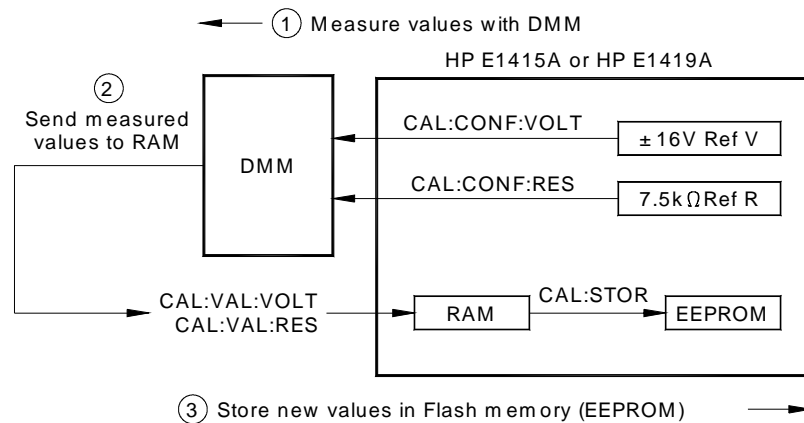 1 Measure values with DMM
HP E1415A or HP E1419A
2
Send measured
values to RAM
DMM
CAL:CONF:VOLT
±16V Ref V
CAL:CONF:RES
7.5kΩ Ref R
CAL:VAL:VOLT
CAL:VAL:RES
RAM
CAL:STOR
EEPROM
3 Store new values in Flash memory (EEPROM)